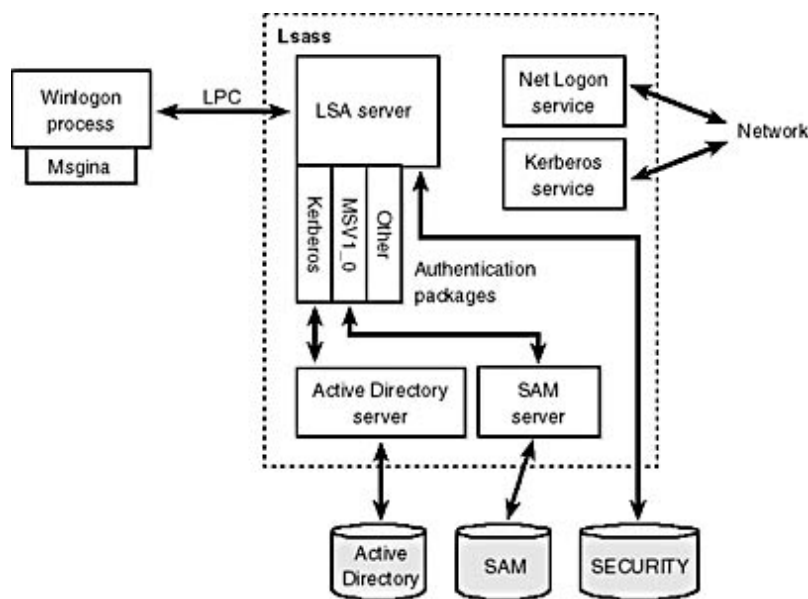 Lsass
Winlogon
process
Msgina
LPC
LSA server
Net Logon
service
Kerberos
service
Network
Kerberos
MSV1_0
Other
Authentication
packages
Active Directory
server
SAM
server
Active
Directory
SAM
SECURITY